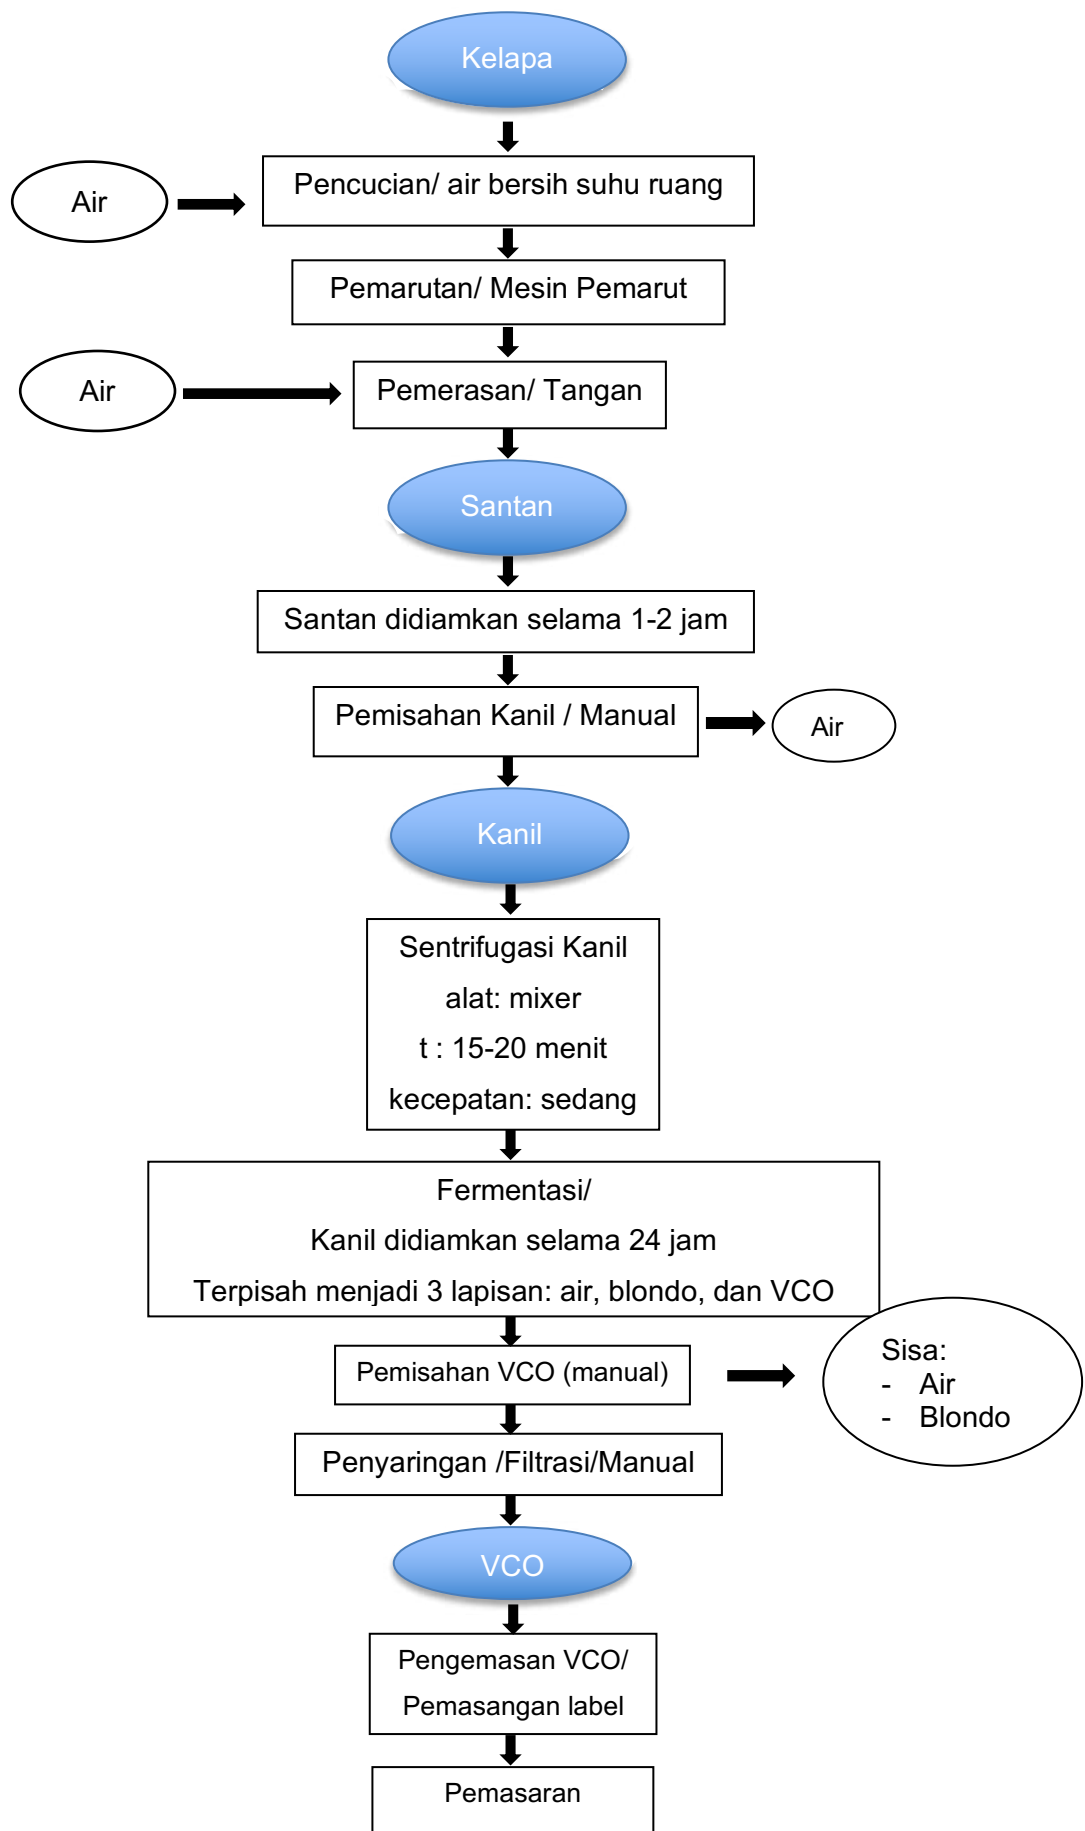 Kelapa
Air
Pencucian/ air bersih suhu ruang
Pemarutan/ Mesin Pemarut
Air
Pemerasan/ Tangan
Santan
Santan didiamkan selama 1-2 jam
Pemisahan Kanil / Manual
Air
Kanil
Sentrifugasi Kanil
alat: mixer
t : 15-20 menit
kecepatan: sedang
Fermentasi/
Kanil didiamkan selama 24 jam
Terpisah menjadi 3 lapisan: air, blondo, dan VCO
Pemisahan VCO (manual)
Sisa:
- Air
- Blondo
Penyaringan /Filtrasi/Manual
VCO
Pengemasan VCO/
Pemasangan label
Pemasaran